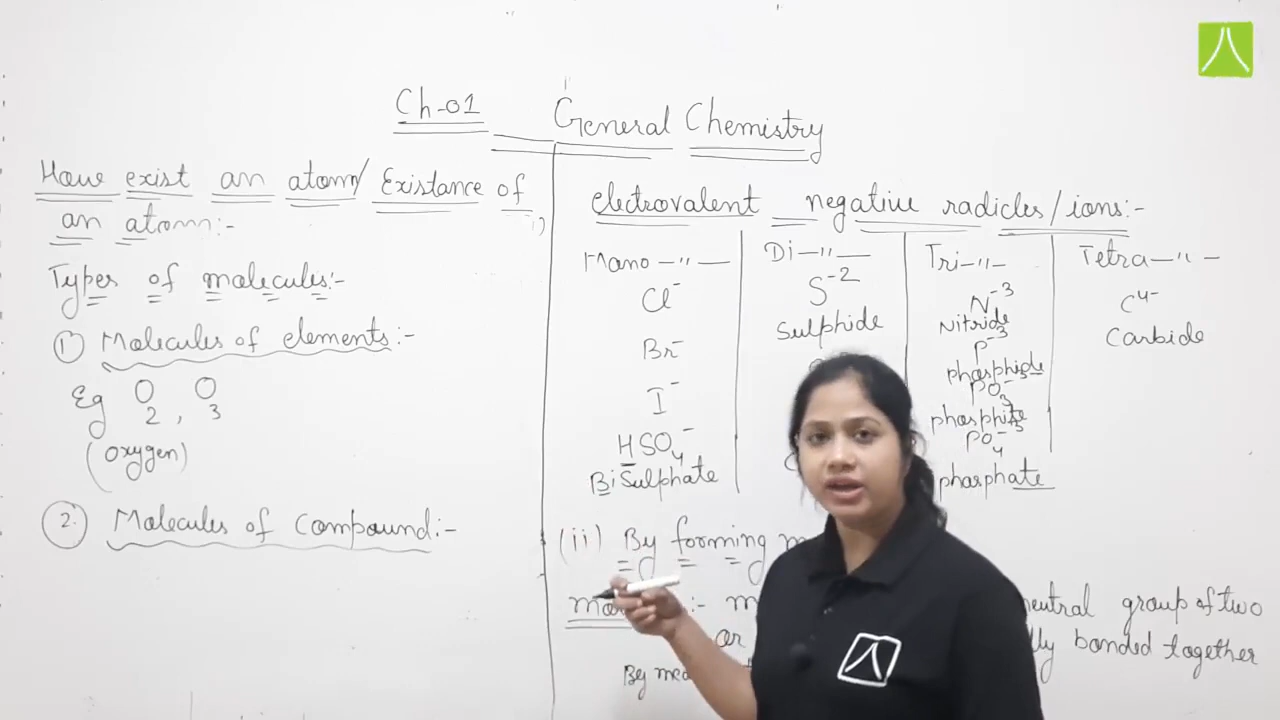 Ch-01 General Chemistry
How exist an atom/ Existance of
an atom:-
Types of molecules:-
1) Molecules of elements:-
Eg O2, O3
(oxygen)
2. Molecules of Compound:-
electrovalent negative radicles/ions:-
Mano-"-
Cl-
Br-
I-
HSO4-
BiSulphate
Di-"-
S-2
Sulphide
Tri-"-
N-3
Nitride
P-3
phosphide
PO3-3
phosphite
PO4-3
phosphate
Tetra-"-
C4-
Carbide
(ii) By forming
:- neutral group of two
or bonded together
By